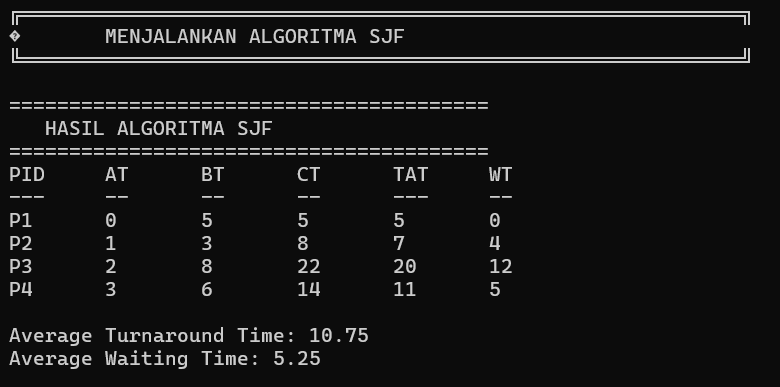 MENJALANKAN ALGORITMA SJF
========================================
HASIL ALGORITMA SJF
========================================
PID AT BT CT TAT WT
--- -- -- -- --- --
P1 0 5 5 5 0
P2 1 3 8 7 4
P3 2 8 22 20 12
P4 3 6 14 11 5
Average Turnaround Time: 10.75
Average Waiting Time: 5.25